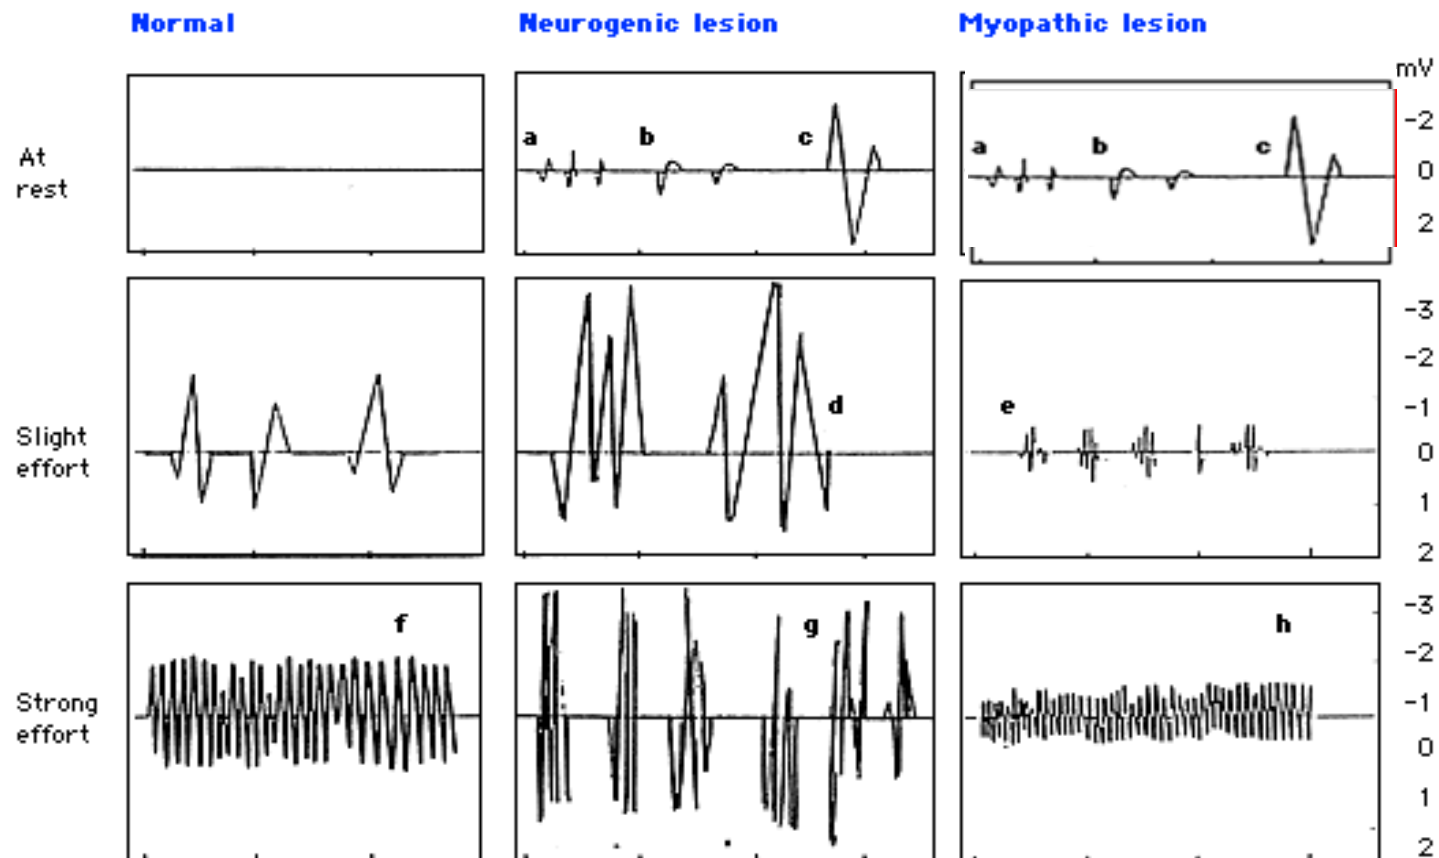 Normal
Neurogenic lesion
Myopathic lesion
mV
At
rest
a
b
c
a
b
c
-2
0
2
Slight
effort
d
e
-3
-2
-1
0
1
2
Strong
effort
f
g
h
-3
-2
-1
0
1
2